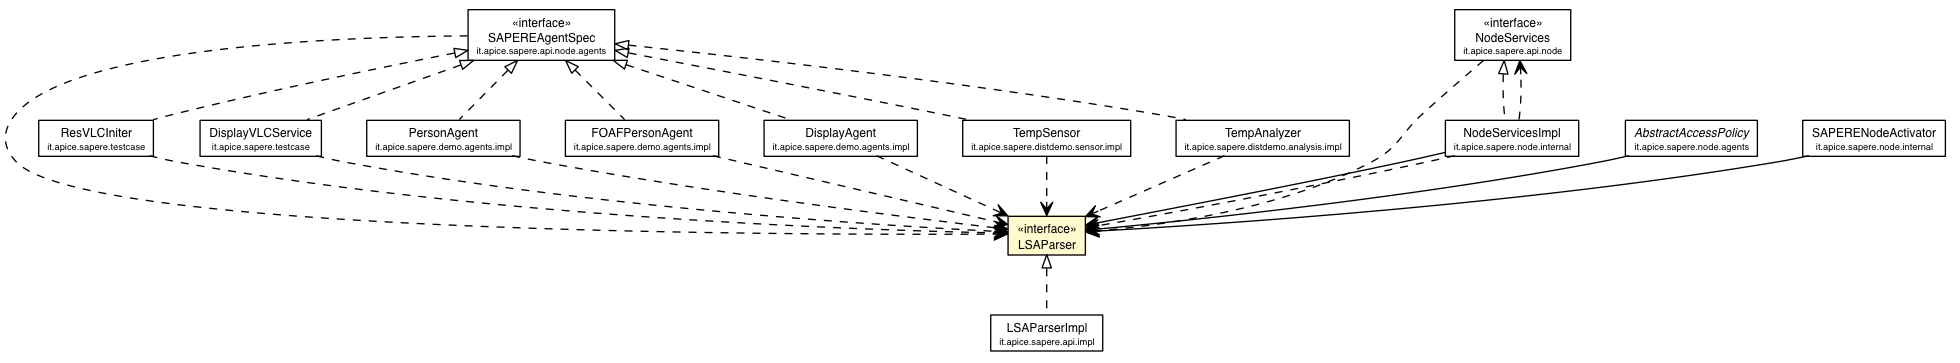 «interface»
SAPEREAgentSpec
it.apice.sapere.api.node.agents
«interface»
NodeServices
it.apice.sapere.api.node
ResVLCIniter
it.apice.sapere.testcase
DisplayVLCService
it.apice.sapere.testcase
PersonAgent
it.apice.sapere.demo.agents.impl
FOAFPersonAgent
it.apice.sapere.demo.agents.impl
DisplayAgent
it.apice.sapere.demo.agents.impl
TempSensor
it.apice.sapere.distdemo.sensor.impl
TempAnalyzer
it.apice.sapere.distdemo.analysis.impl
NodeServicesImpl
it.apice.sapere.node.internal
AbstractAccessPolicy
it.apice.sapere.node.agents
SAPERENodeActivator
it.apice.sapere.node.internal
«interface»
LSAParser
LSAParserImpl
it.apice.sapere.api.impl